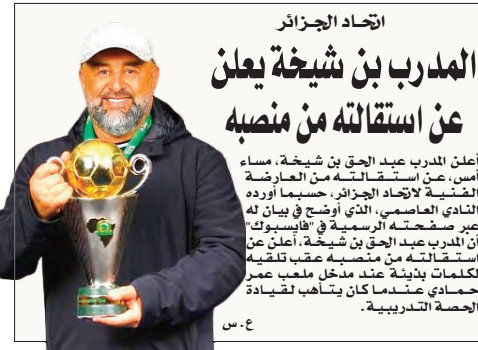 اتحاد الجزائر
المدرب بن شيخة يعلن
عن استقالته من منصبه
أعلن المدرب عبد الحق بن شيخة، مساء
أمس، عن استقالته من العارضة
الفنية لاتحاد الجزائر، حسبما أورده
النادي العاصمي، الذي أوضح في بيان له
عبر صفحته الرسمية في "فايسبوك"
أن المدرب عبد الحق بن شيخة، أعلن عن
استقالته من منصبه عقب تلقيه
لكلمات بذيئة عند مدخل ملعب عمر
حمادي عندما كان يتأهب لقيادة
الحصة التدريبية.
ع. س